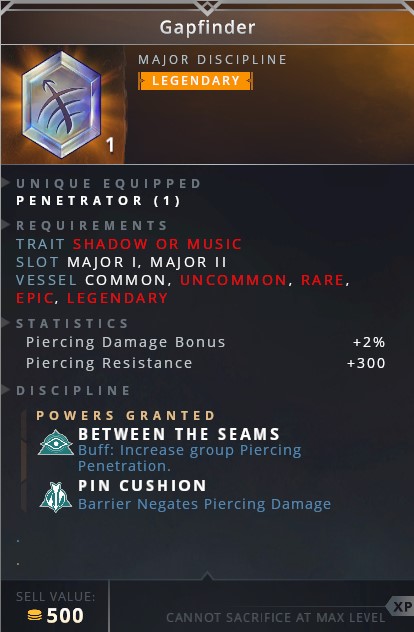 Gapfinder
MAJOR DISCIPLINE
LEGENDARY
1
UNIQUE EQUIPPED
PENETRATOR (1)
REQUIREMENTS
TRAIT SHADOW OR MUSIC
SLOT MAJOR I, MAJOR II
VESSEL COMMON, UNCOMMON, RARE,
EPIC, LEGENDARY
STATISTICS
Piercing Damage Bonus +2%
Piercing Resistance +300
DISCIPLINE
POWERS GRANTED
BETWEEN THE SEAMS
Buff: Increase group Piercing
Penetration.
PIN CUSHION
Barrier Negates Piercing Damage
.
.
SELL VALUE:
500
XP
CANNOT SACRIFICE AT MAX LEVEL